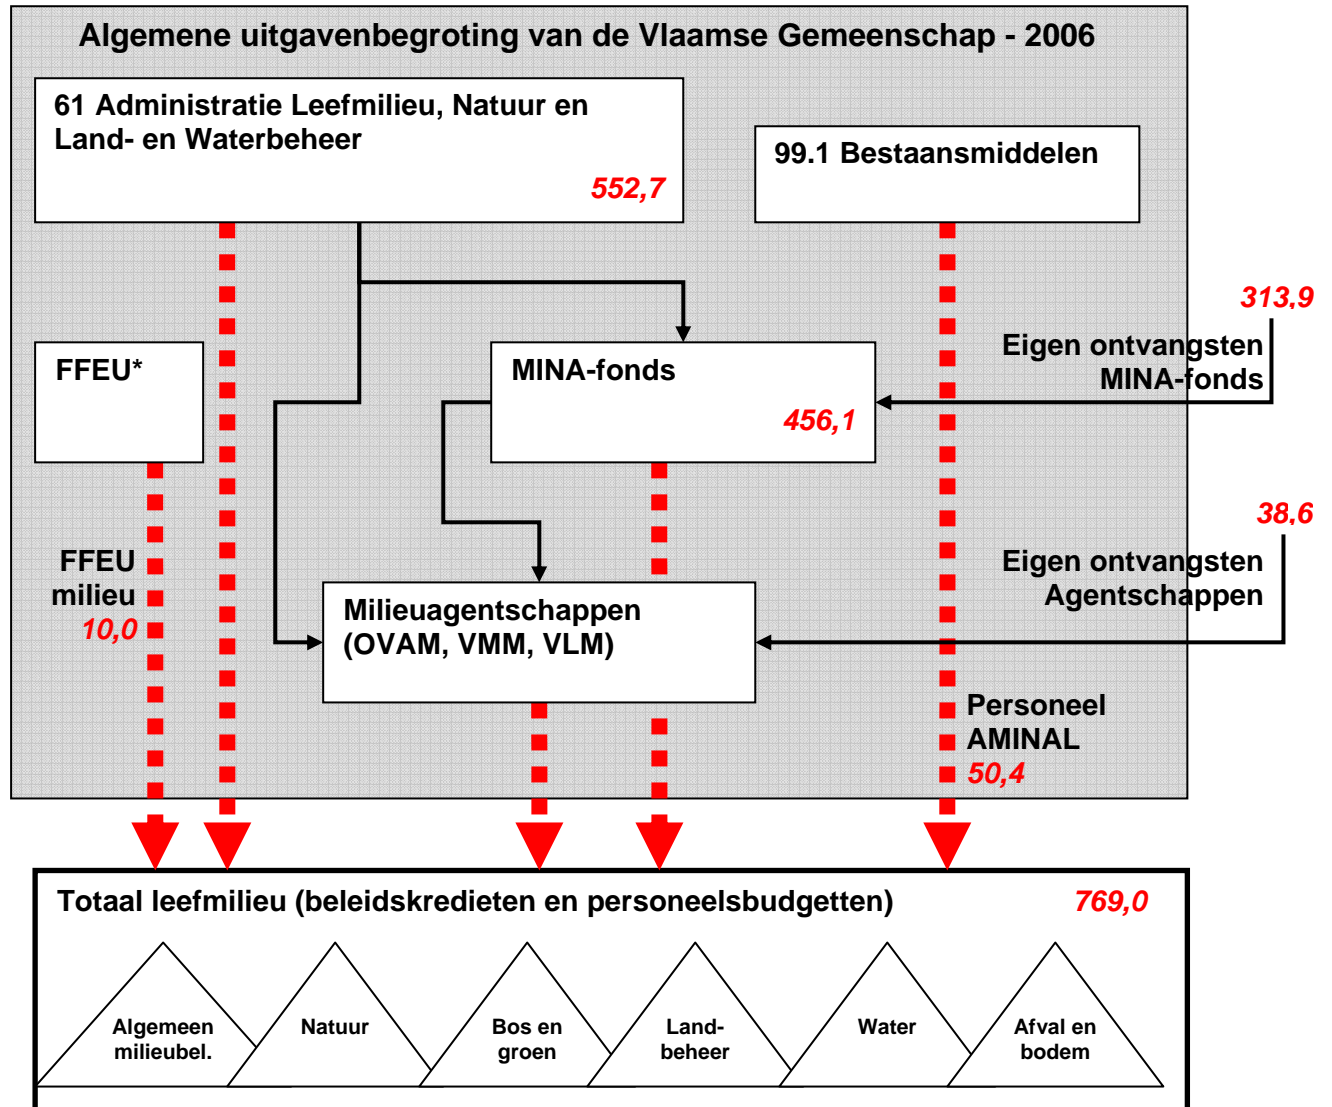 Algemene uitgavenbegroting van de Vlaamse Gemeenschap - 2006
61 Administratie Leefmilieu, Natuur en
Land- en Waterbeheer
552,7
99.1 Bestaansmiddelen
313,9
Eigen ontvangsten
MINA-fonds
FFEU*
MINA-fonds
456,1
38,6
Eigen ontvangsten
Agentschappen
FFEU
milieu
10,0
Milieuagentschappen
(OVAM, VMM, VLM)
Personeel
AMINAL
50,4
Totaal leefmilieu (beleidskredieten en personeelsbudgetten)
769,0
Algemeen
milieubel.
Natuur
Bos en
groen
Land-
beheer
Water
Afval en
bodem